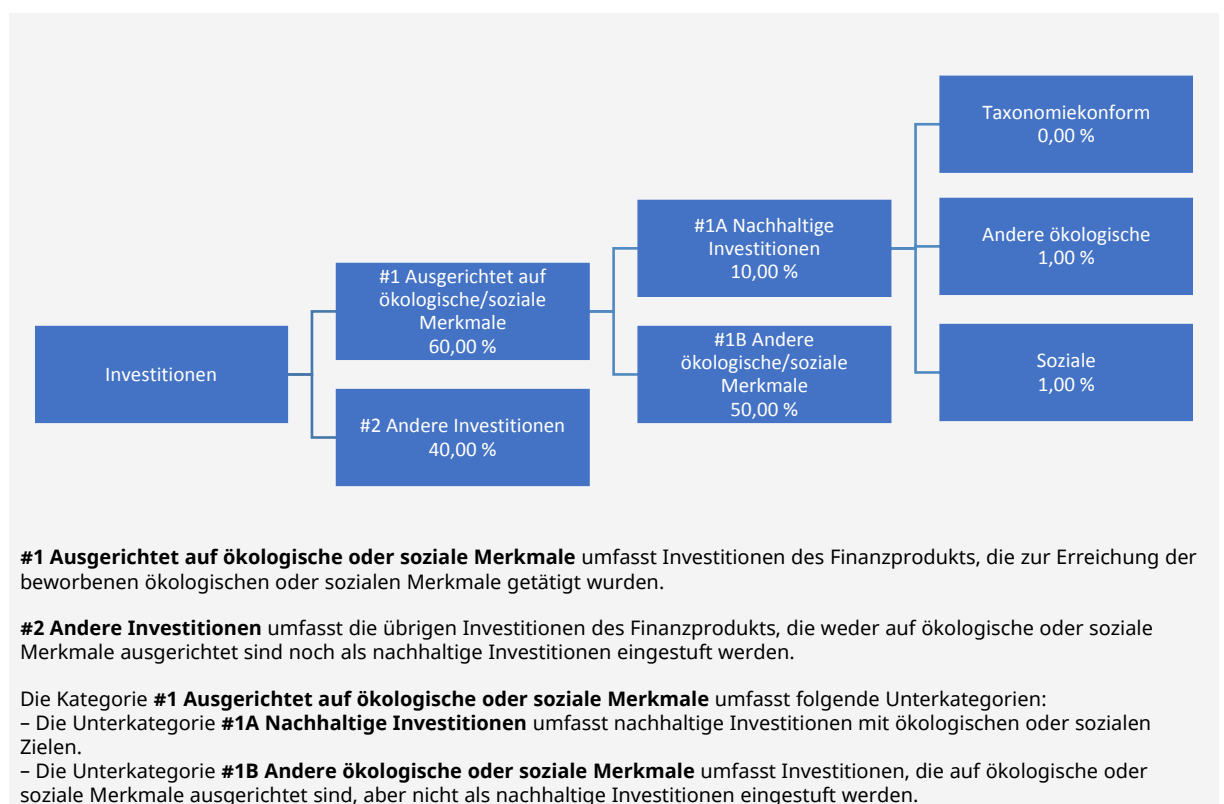 Investitionen
#1 Ausgerichtet auf
ökologische/soziale
Merkmale
60,00 %
#2 Andere Investitionen
40,00 %
#1A Nachhaltige
Investitionen
10,00 %
#1B Andere
ökologische/soziale
Merkmale
50,00 %
Taxonomiekonform
0,00 %
Andere ökologische
1,00 %
Soziale
1,00 %
#1 Ausgerichtet auf ökologische oder soziale Merkmale umfasst Investitionen des Finanzprodukts, die zur Erreichung der
beworbenen ökologischen oder sozialen Merkmale getätigt wurden.
#2 Andere Investitionen umfasst die übrigen Investitionen des Finanzprodukts, die weder auf ökologische oder soziale
Merkmale ausgerichtet sind noch als nachhaltige Investitionen eingestuft werden.
Die Kategorie #1 Ausgerichtet auf ökologische oder soziale Merkmale umfasst folgende Unterkategorien:
– Die Unterkategorie #1A Nachhaltige Investitionen umfasst nachhaltige Investitionen mit ökologischen oder sozialen
Zielen.
– Die Unterkategorie #1B Andere ökologische oder soziale Merkmale umfasst Investitionen, die auf ökologische oder
soziale Merkmale ausgerichtet sind, aber nicht als nachhaltige Investitionen eingestuft werden.